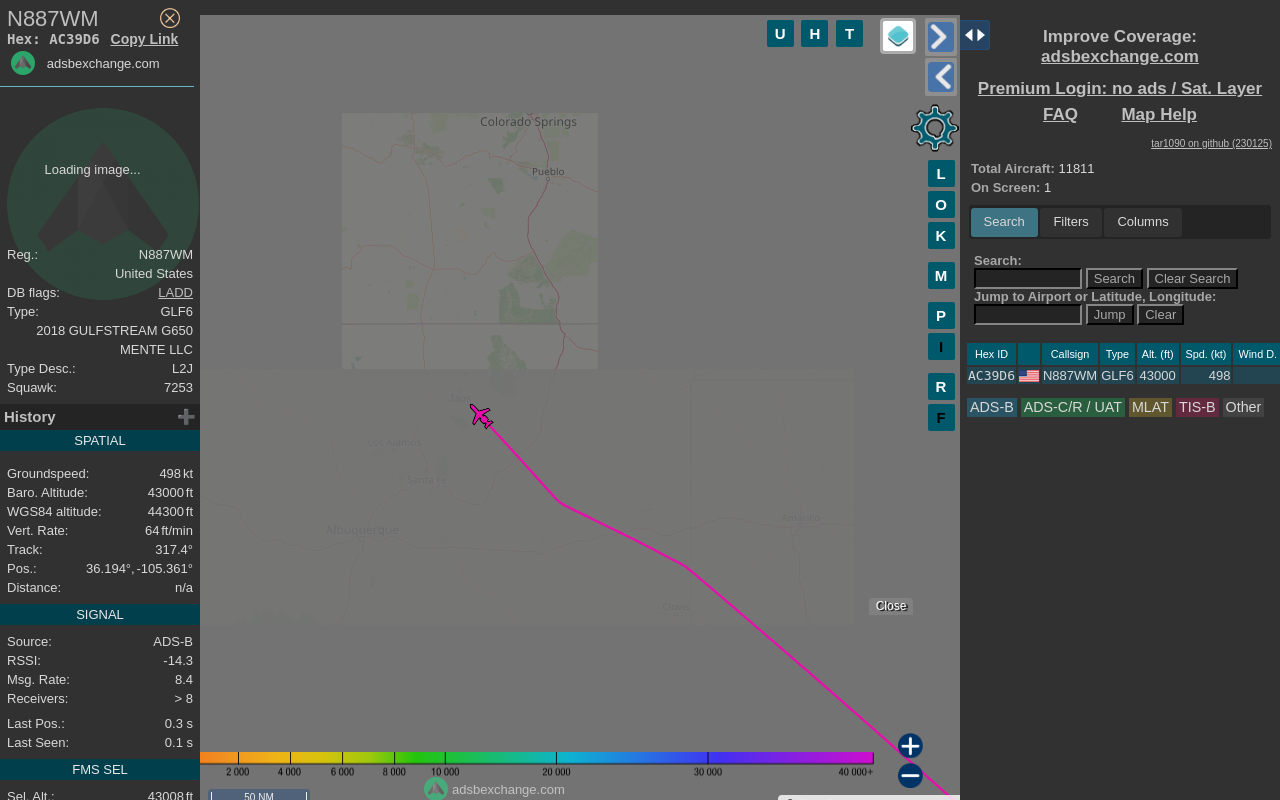 N887WM
Hex: AC39D6 Copy Link
adsbexchange.com
Loading image...
Reg.: N887WM
United States
DB flags: LADD
Type: GLF6
2018 GULFSTREAM G650
MENTE LLC
Type Desc.: L2J
Squawk: 7253
History
SPATIAL
Groundspeed: 498 kt
Baro. Altitude: 43000 ft
WGS84 altitude: 44300 ft
Vert. Rate: 64 ft/min
Track: 317.4°
Pos.: 36.194°, -105.361°
Distance: n/a
SIGNAL
Source: ADS-B
RSSI: -14.3
Msg. Rate: 8.4
Receivers: > 8
Last Pos.: 0.3 s
Last Seen: 0.1 s
FMS SEL
Sel. Alt.: 43008 ft
U H T
L
O
K
M
P
I
R
F
Colorado Springs
Pueblo
Los Alamos
Santa Fe
Albuquerque
Amarillo
Clovis
Close
2 000 4 000 6 000 8 000 10 000 20 000 30 000 40 000+
adsbexchange.com
50 NM
Improve Coverage:
adsbexchange.com
Premium Login: no ads / Sat. Layer
FAQ Map Help
tar1090 on github (230125)
Total Aircraft: 11811
On Screen: 1
Search Filters Columns
Search:
Search Clear Search
Jump to Airport or Latitude, Longitude:
Jump Clear
Hex ID Callsign Type Alt. (ft) Spd. (kt) Wind D.
AC39D6 N887WM GLF6 43000 498
ADS-B ADS-C/R / UAT MLAT TIS-B Other